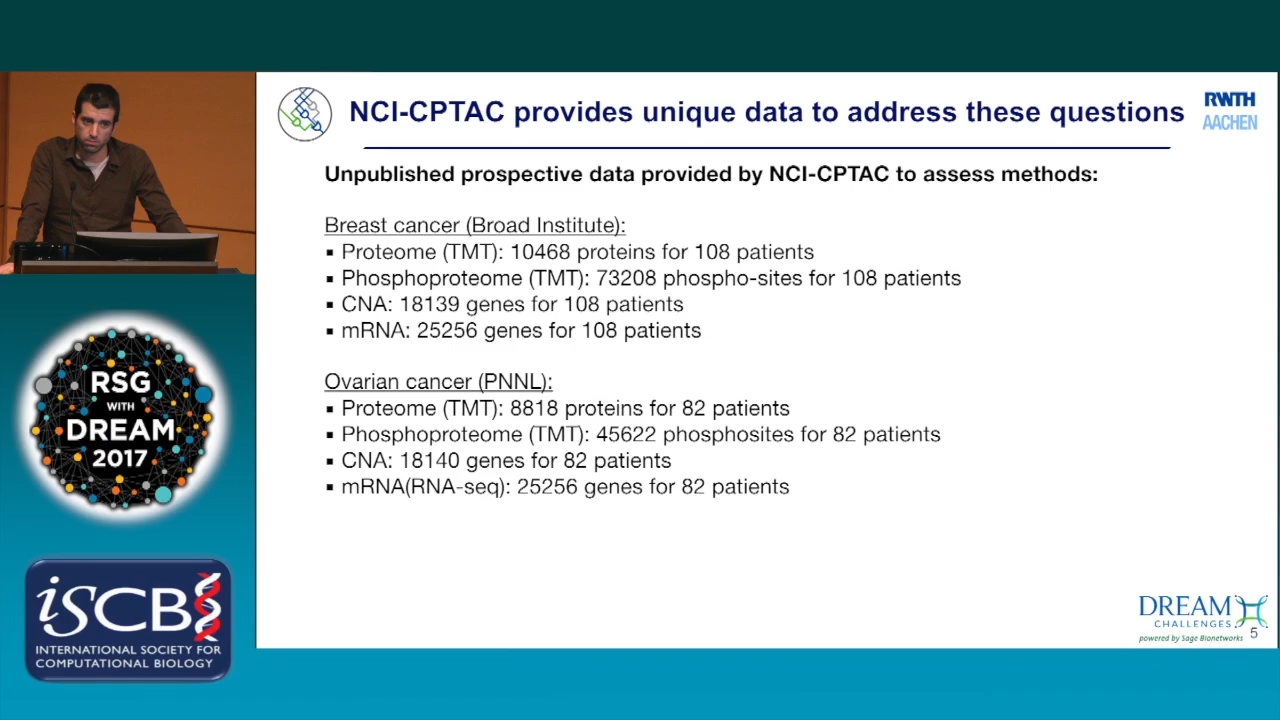 NCI-CPTAC provides unique data to address these questions
RWTH
AACHEN
Unpublished prospective data provided by NCI-CPTAC to assess methods:
Breast cancer (Broad Institute):
▪ Proteome (TMT): 10468 proteins for 108 patients
▪ Phosphoproteome (TMT): 73208 phospho-sites for 108 patients
▪ CNA: 18139 genes for 108 patients
▪ mRNA: 25256 genes for 108 patients
Ovarian cancer (PNNL):
▪ Proteome (TMT): 8818 proteins for 82 patients
▪ Phosphoproteome (TMT): 45622 phosphosites for 82 patients
▪ CNA: 18140 genes for 82 patients
▪ mRNA(RNA-seq): 25256 genes for 82 patients
RSG
WITH
DREAM
2017
iSCB
INTERNATIONAL SOCIETY FOR
COMPUTATIONAL BIOLOGY
DREAM
CHALLENGES
powered by Sage Bionetworks
5